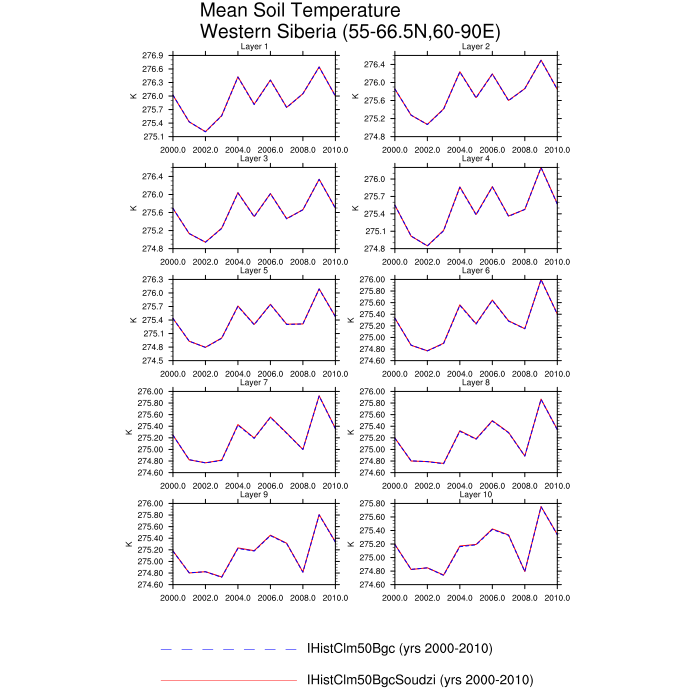 Mean Soil Temperature
Western Siberia (55-66.5N,60-90E)
Layer 1
276.9
276.6
276.3
276.0
275.7
275.4
275.1
K
2000.0 2002.0 2004.0 2006.0 2008.0 2010.0
Layer 2
276.4
276.0
275.6
275.2
274.8
K
2000.0 2002.0 2004.0 2006.0 2008.0 2010.0
Layer 3
276.4
276.0
275.6
275.2
274.8
K
2000.0 2002.0 2004.0 2006.0 2008.0 2010.0
Layer 4
276.0
275.7
275.4
275.1
274.8
K
2000.0 2002.0 2004.0 2006.0 2008.0 2010.0
Layer 5
276.3
276.0
275.7
275.4
275.1
274.8
274.5
K
2000.0 2002.0 2004.0 2006.0 2008.0 2010.0
Layer 6
276.00
275.80
275.60
275.40
275.20
275.00
274.80
274.60
K
2000.0 2002.0 2004.0 2006.0 2008.0 2010.0
Layer 7
276.00
275.80
275.60
275.40
275.20
275.00
274.80
274.60
K
2000.0 2002.0 2004.0 2006.0 2008.0 2010.0
Layer 8
276.00
275.80
275.60
275.40
275.20
275.00
274.80
274.60
K
2000.0 2002.0 2004.0 2006.0 2008.0 2010.0
Layer 9
276.00
275.80
275.60
275.40
275.20
275.00
274.80
274.60
K
2000.0 2002.0 2004.0 2006.0 2008.0 2010.0
Layer 10
275.80
275.60
275.40
275.20
275.00
274.80
274.60
K
2000.0 2002.0 2004.0 2006.0 2008.0 2010.0
IHistClm50Bgc (yrs 2000-2010)
IHistClm50BgcSoudzi (yrs 2000-2010)